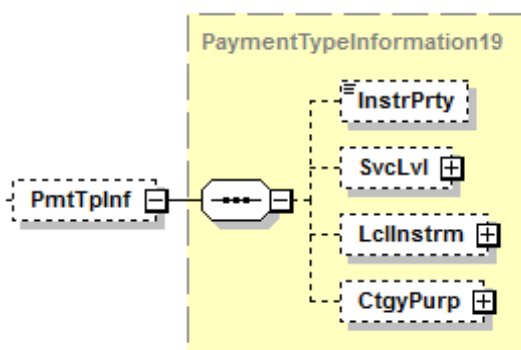 PaymentTypeInformation19
InstrPrty
SvcLvl
PmtTpInf
LclInstrm
CtgyPurp